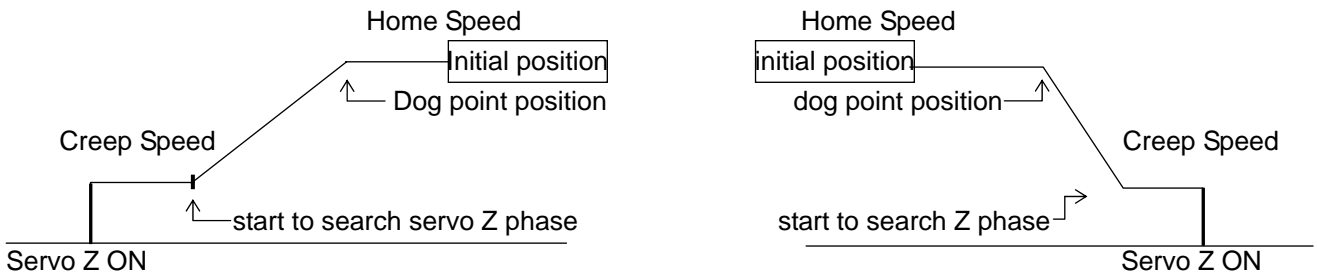 Home Speed
Initial position
Dog point position
Creep Speed
start to search servo Z phase
Servo Z ON
Home Speed
initial position
dog point position
Creep Speed
start to search Z phase
Servo Z ON